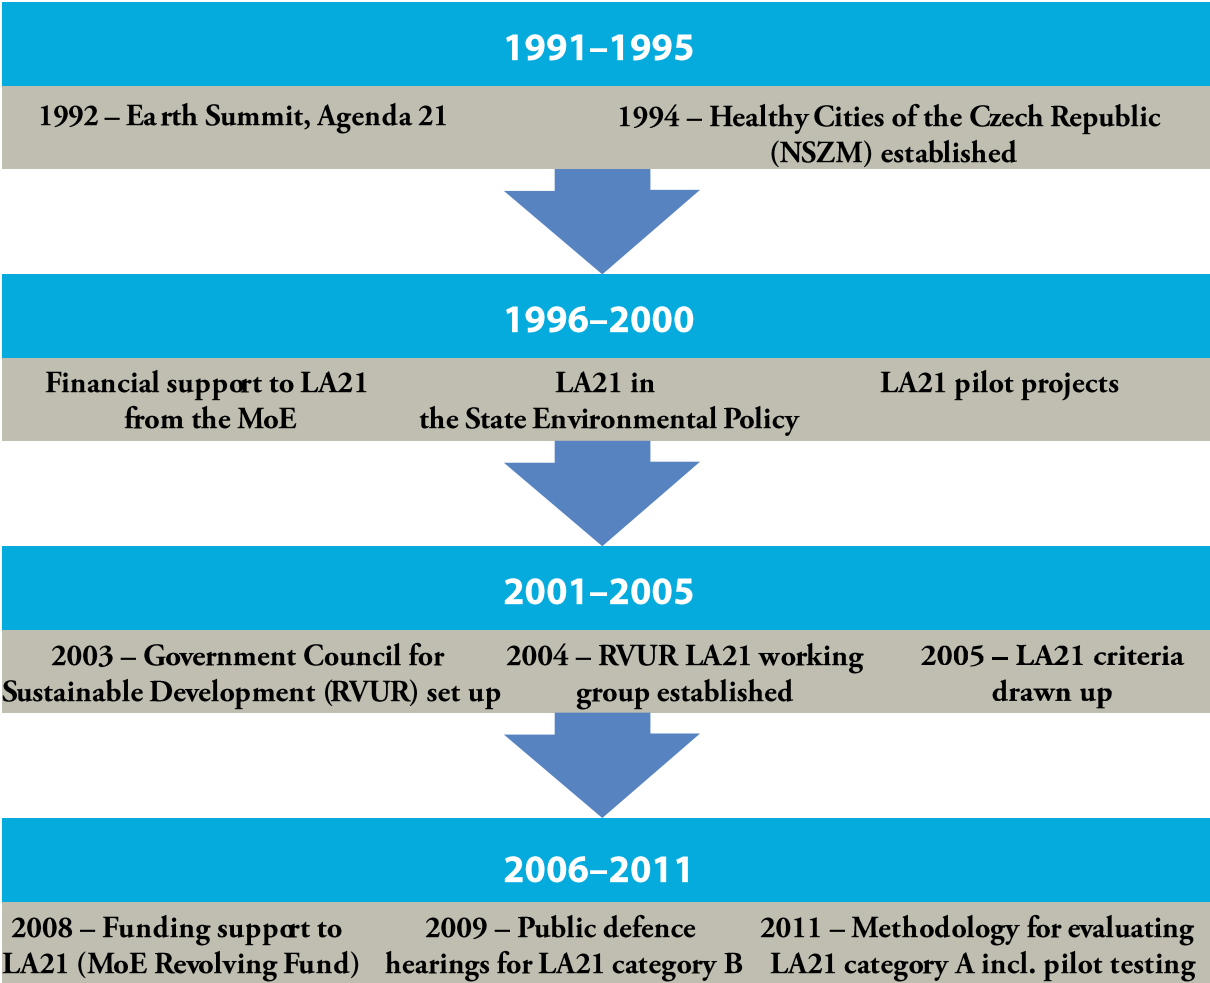 1991–1995
1992 – Earth Summit, Agenda 21
1994 – Healthy Cities of the Czech Republic
(NSZM) established
1996–2000
Financial support to LA21
from the MoE
LA21 in
the State Environmental Policy
LA21 pilot projects
2001–2005
2003 – Government Council for
Sustainable Development (RVUR) set up
2004 – RVUR LA21 working
group established
2005 – LA21 criteria
drawn up
2006–2011
2008 – Funding support to
LA21 (MoE Revolving Fund)
2009 – Public defence
hearings for LA21 category B
2011 – Methodology for evaluating
LA21 category A incl. pilot testing